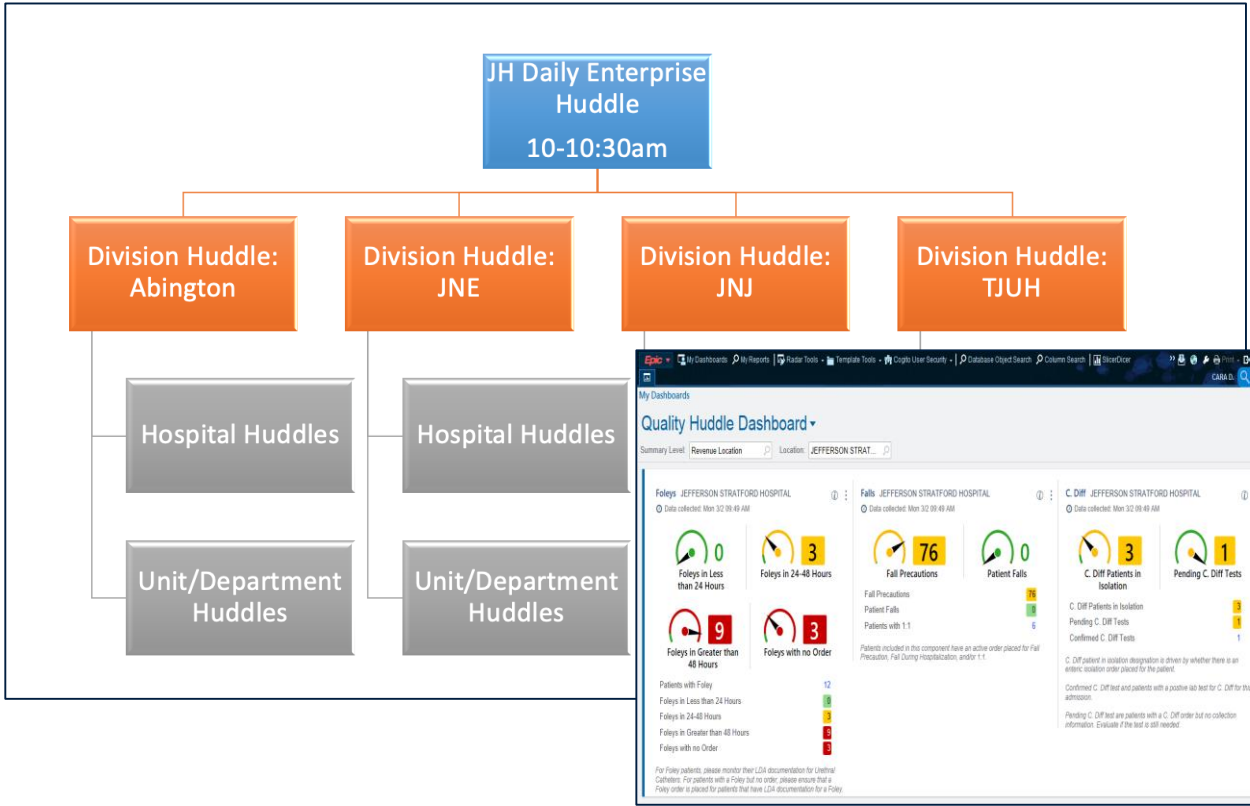 JH Daily Enterprise
Huddle
10-10:30am
Division Huddle:
Abington
Division Huddle:
JNE
Division Huddle:
JNJ
Division Huddle:
TJUH
Hospital Huddles
Hospital Huddles
Unit/Department
Huddles
Unit/Department
Huddles
Epic My Dashboards My Reports Radar Tools Template Tools Cogito User Security Database Object Search Column Search SlicerDicer Print
CARA D.
My Dashboards
Quality Huddle Dashboard
Summary Level: Revenue Location Location: JEFFERSON STRAT...
Foleys JEFFERSON STRATFORD HOSPITAL
Data collected: Mon 3/2 09:49 AM
0
Foleys in Less
than 24 Hours
3
Foleys in 24-48 Hours
9
Foleys in Greater than
48 Hours
3
Foleys with no Order
Patients with Foley 12
Foleys in Less than 24 Hours 0
Foleys in 24-48 Hours 3
Foleys in Greater than 48 Hours 9
Foleys with no Order 3
For Foley patients, please monitor their LDA documentation for Urethral
Catheters. For patients with a Foley but no order, please ensure that a
Foley order is placed for patients that have LDA documentation for a Foley.
Falls JEFFERSON STRATFORD HOSPITAL
Data collected: Mon 3/2 09:49 AM
76
Fall Precautions
0
Patient Falls
Fall Precautions 76
Patient Falls 0
Patients with 1:1 6
Patients included in this component have an active order placed for Fall
Precaution, Fall During Hospitalization, and/or 1:1.
C. Diff JEFFERSON STRATFORD HOSPITAL
Data collected: Mon 3/2 09:49 AM
3
C. Diff Patients in
Isolation
1
Pending C. Diff Tests
C. Diff Patients in Isolation 3
Pending C. Diff Tests 1
Confirmed C. Diff Tests 1
C. Diff patient in isolation designation is driven by whether there is an
enteric isolation order placed for the patient.
Confirmed C. Diff test and patients with a postive lab test for C. Diff for this
admission.
Pending C. Diff test are patients with a C. Diff order but no collection
information. Evaluate if the test is still needed.